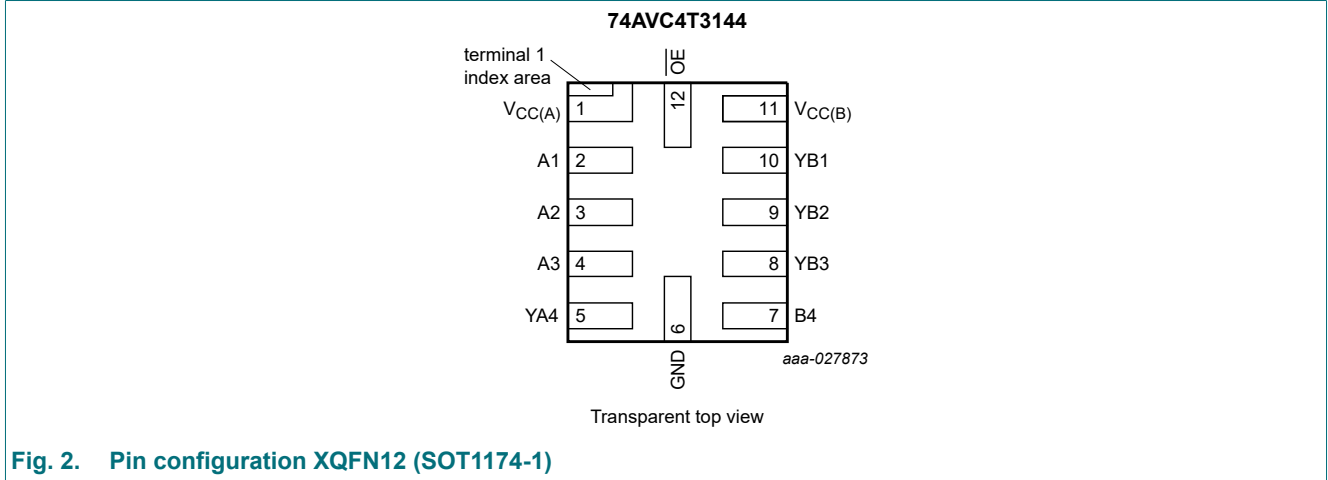 74AVC4T3144
terminal 1
index area
OE
VCC(A) 1 12 11 VCC(B)
A1 2 10 YB1
A2 3 9 YB2
A3 4 8 YB3
YA4 5 6 7 B4
GND
aaa-027873
Transparent top view
Fig. 2. Pin configuration XQFN12 (SOT1174-1)